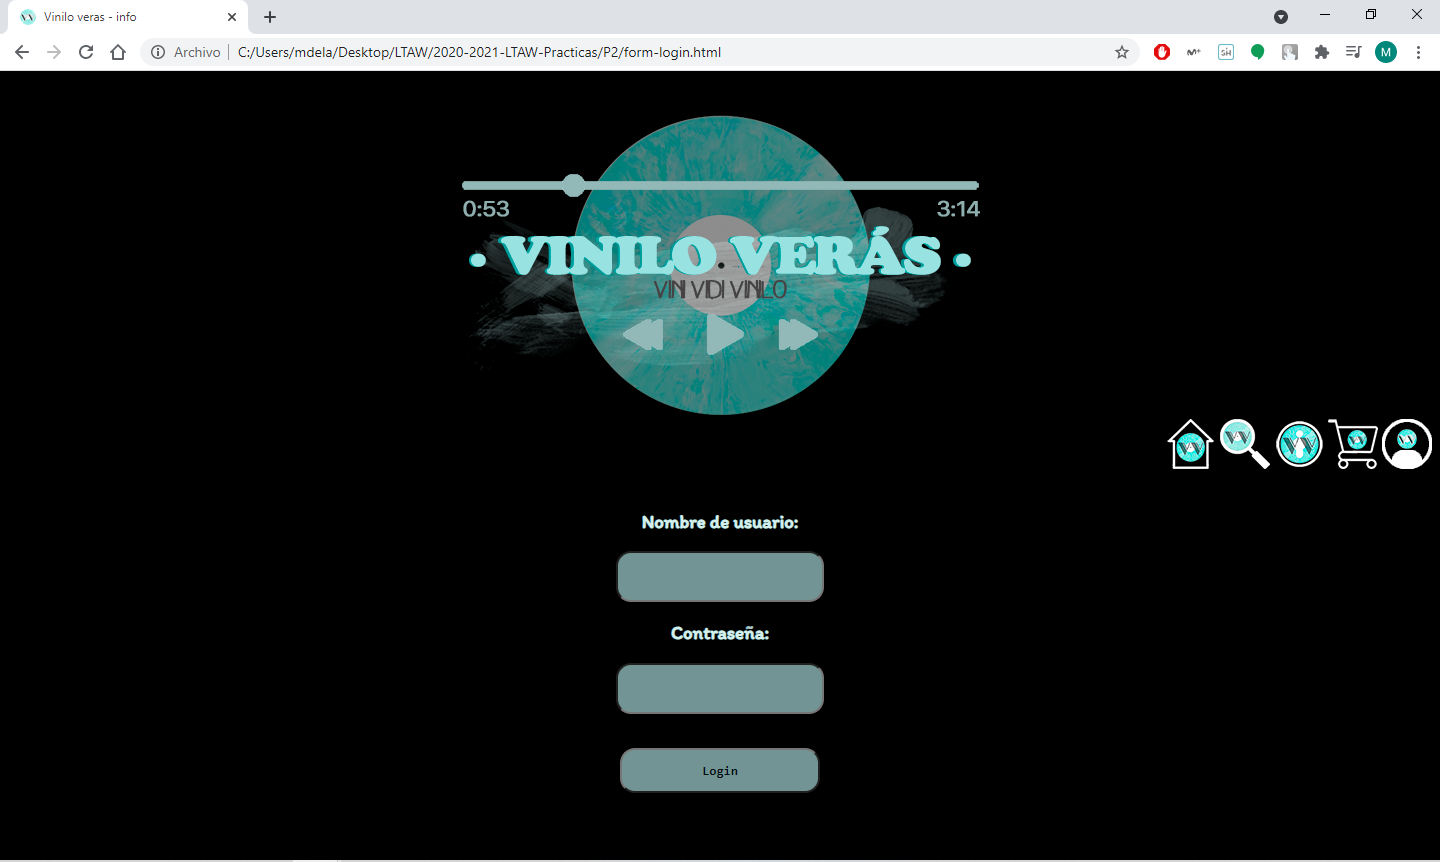 Vinilo veras - info
Archivo | C:/Users/mdela/Desktop/LTAW/2020-2021-LTAW-Practicas/P2/form-login.html
M
0:53 3:14
• VINILO VERÁS •
VINI VIDI VINILO
Nombre de usuario:
Contraseña:
Login